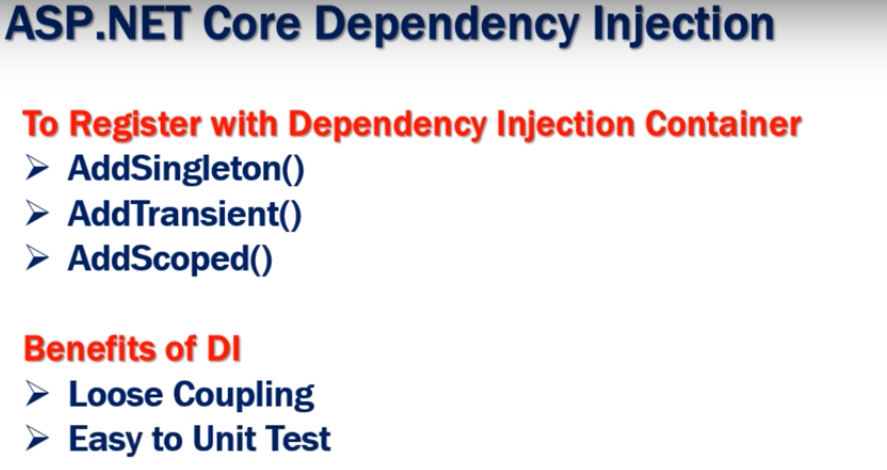 ASP.NET Core Dependency Injection
To Register with Dependency Injection Container
➢ AddSingleton()
➢ AddTransient()
➢ AddScoped()
Benefits of DI
➢ Loose Coupling
➢ Easy to Unit Test